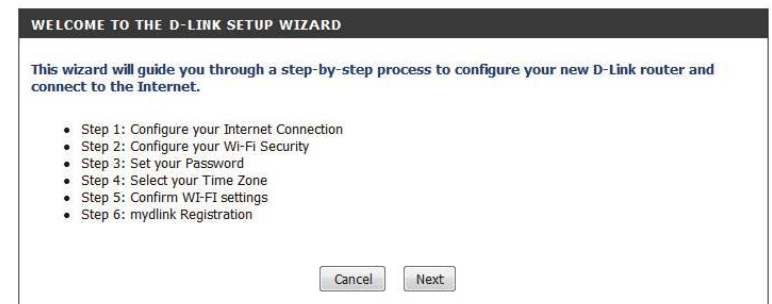 WELCOME TO THE D-LINK SETUP WIZARD
This wizard will guide you through a step-by-step process to configure your new D-Link router and
connect to the Internet.
• Step 1: Configure your Internet Connection
• Step 2: Configure your Wi-Fi Security
• Step 3: Set your Password
• Step 4: Select your Time Zone
• Step 5: Confirm WI-FI settings
• Step 6: mydlink Registration
Cancel Next